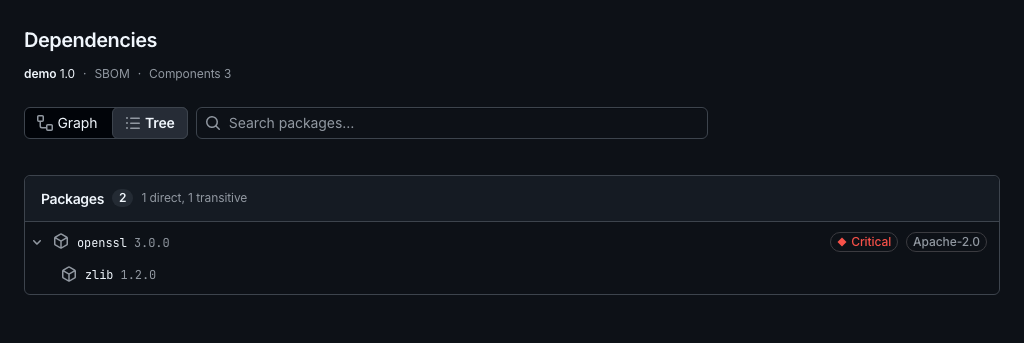 Dependencies
demo 1.0 · SBOM · Components 3
Graph Tree Search packages...
Packages 2 1 direct, 1 transitive
openssl 3.0.0 Critical Apache-2.0
zlib 1.2.0